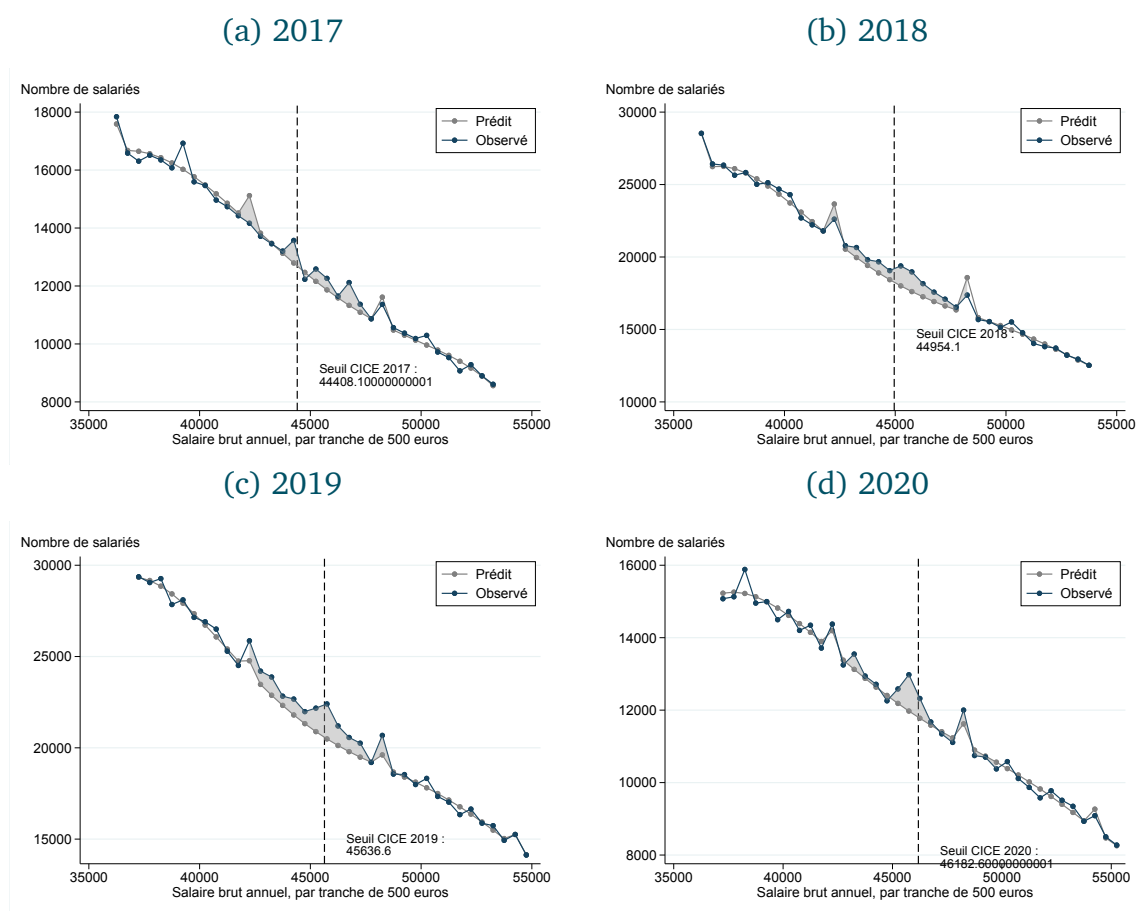 (a) 2017
Nombre de salariés
18000
16000
14000
12000
10000
8000
Prédit
Observé
Seuil CICE 2017 :
44408.10000000001
35000 40000 45000 50000 55000
Salaire brut annuel, par tranche de 500 euros
(b) 2018
Nombre de salariés
30000
25000
20000
15000
10000
Prédit
Observé
Seuil CICE 2018 :
44954.1
35000 40000 45000 50000 55000
Salaire brut annuel, par tranche de 500 euros
(c) 2019
Nombre de salariés
30000
25000
20000
15000
Prédit
Observé
Seuil CICE 2019 :
45636.6
35000 40000 45000 50000 55000
Salaire brut annuel, par tranche de 500 euros
(d) 2020
Nombre de salariés
16000
14000
12000
10000
8000
Prédit
Observé
Seuil CICE 2020 :
46182.60000000001
35000 40000 45000 50000 55000
Salaire brut annuel, par tranche de 500 euros